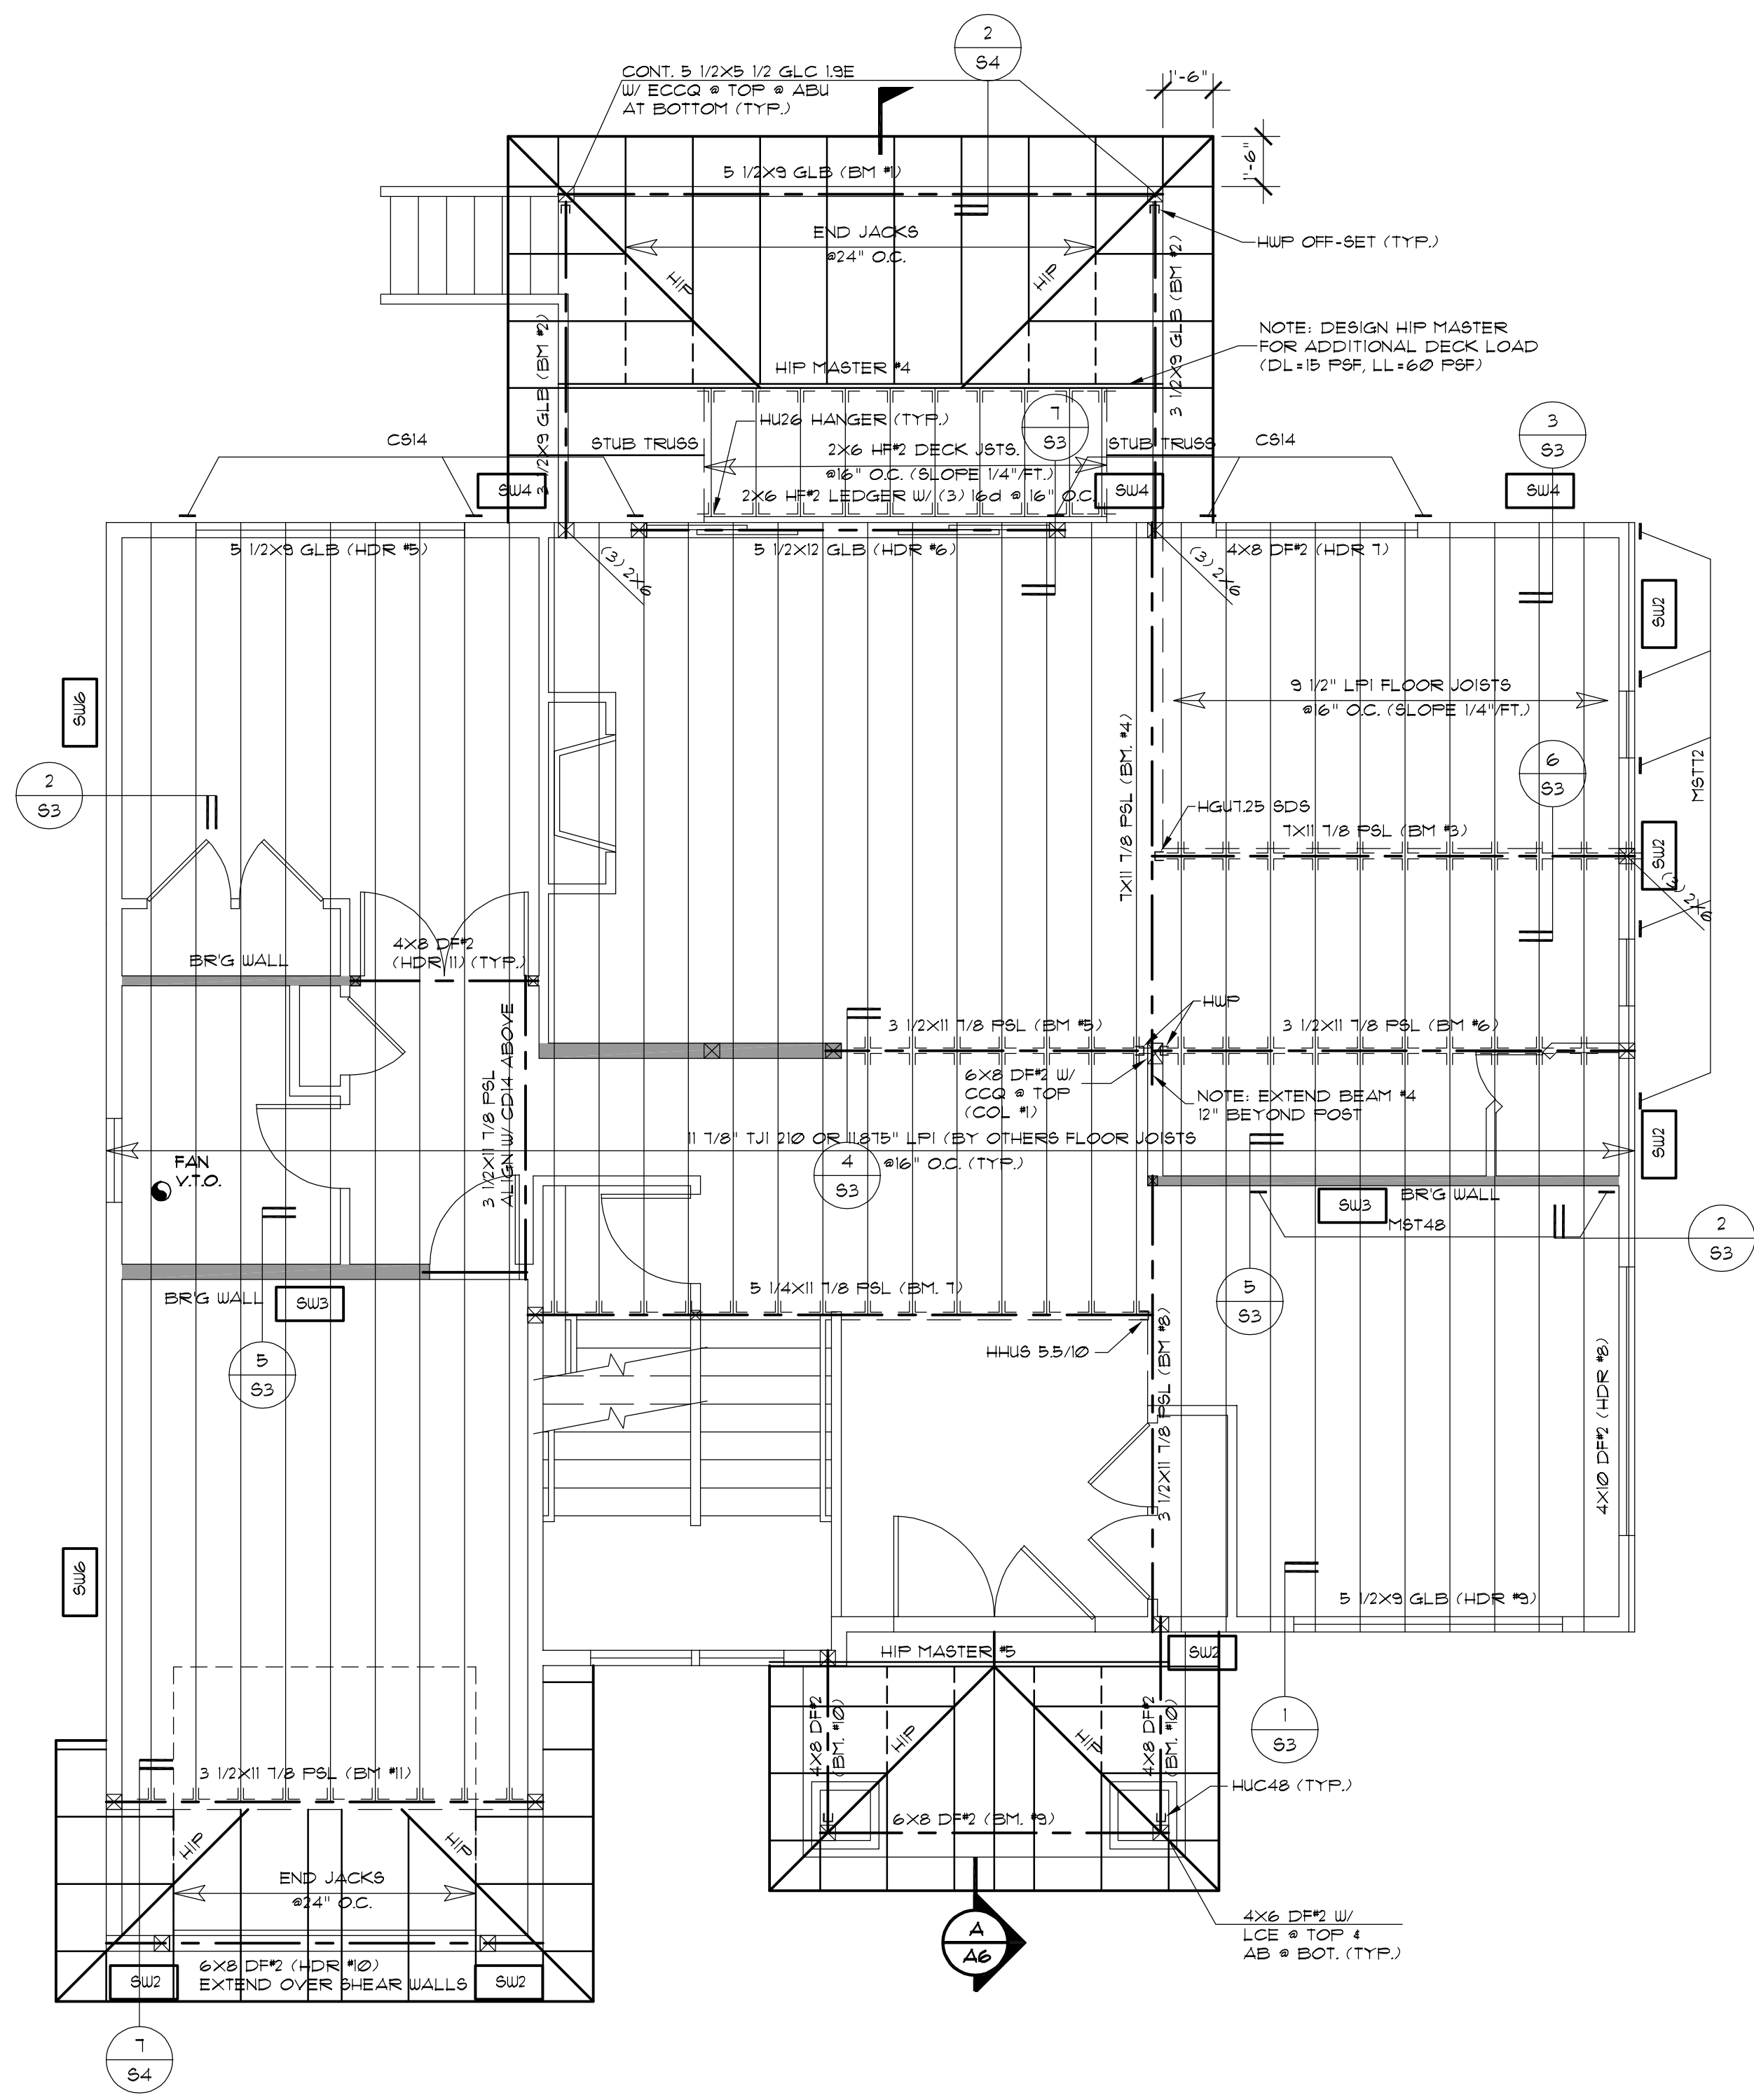 2
S4
CONT. 5 1/2X5 1/2 GLC 1.9E
W/ ECCQ @ TOP @ ABU
AT BOTTOM (TYP.)
1'-6"
1'-6"
5 1/2X9 GLB (BM #1)
END JACKS
@24" O.C.
HIP
HIP
HWP OFF-SET (TYP.)
3 1/2X9 GLB (BM #2)
3 1/2X9 GLB (BM #2)
NOTE: DESIGN HIP MASTER
FOR ADDITIONAL DECK LOAD
(DL=15 PSF, LL=60 PSF)
HIP MASTER #4
HU26 HANGER (TYP.)
7
S3
3
S3
CS14
STUB TRUSS
2X6 HF#2 DECK JSTS.
@16" O.C. (SLOPE 1/4"/FT.)
STUB TRUSS
CS14
SW4
2X6 HF#2 LEDGER W/ (3) 16d @ 16" O.C.
SW4
SW4
5 1/2X9 GLB (HDR #5)
5 1/2X12 GLB (HDR #6)
4X8 DF#2 (HDR 7)
(3) 2X6
(3) 2X6
SW2
SW6
9 1/2" LPI FLOOR JOISTS
@16" O.C. (SLOPE 1/4"/FT.)
7X11 7/8 PSL (BM. #4)
2
S3
6
S3
MST72
HGU7.25 SDS
7X11 7/8 PSL (BM #3)
SW2
(3) 2X6
BR'G WALL
4X8 DF#2
(HDR 11) (TYP.)
HWP
3 1/2X11 7/8 PSL (BM #5)
3 1/2X11 7/8 PSL (BM #6)
3 1/2X11 7/8 PSL
ALIGN W/ CD14 ABOVE
6X8 DF#2 W/
CCQ @ TOP
(COL #1)
NOTE: EXTEND BEAM #4
12" BEYOND POST
11 7/8" TJI 210 OR 11.875" LPI (BY OTHERS FLOOR JOISTS
@16" O.C. (TYP.)
SW2
FAN
V.T.O.
4
S3
BR'G WALL
SW3
MST48
2
S3
BR'G WALL
SW3
5
S3
5 1/4X11 7/8 PSL (BM. 7)
5
S3
HHUS 5.5/10
3 1/2X11 7/8 PSL (BM #8)
4X10 DF#2 (HDR #8)
SW6
5 1/2X9 GLB (HDR #9)
HIP MASTER #5
SW2
4X8 DF#2
(BM. #10)
4X8 DF#2
(BM. #10)
HIP
HIP
1
S3
3 1/2X11 7/8 PSL (BM #11)
HUC48 (TYP.)
6X8 DF#2 (BM. #9)
HIP
HIP
END JACKS
@24" O.C.
A
A6
4X6 DF#2 W/
LCE @ TOP &
AB @ BOT. (TYP.)
SW2
6X8 DF#2 (HDR #10)
EXTEND OVER SHEAR WALLS
SW2
7
S4